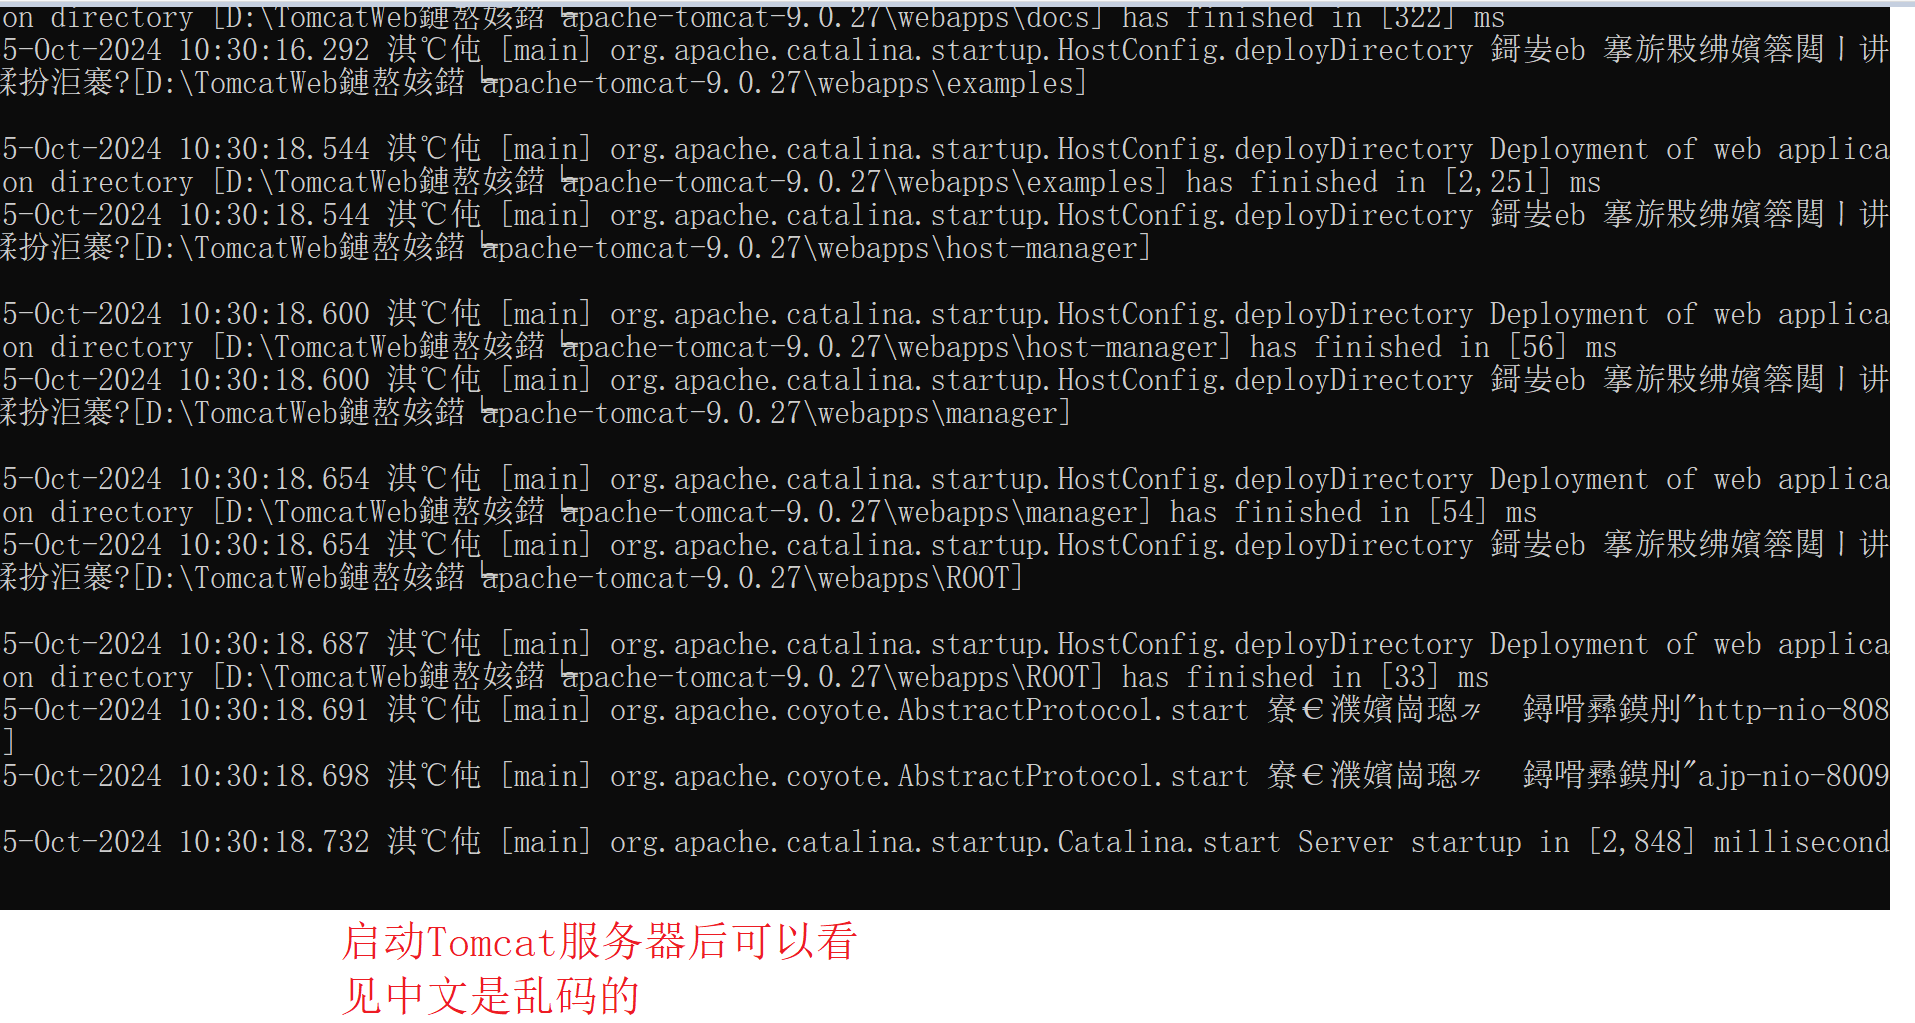 on directory [D:\TomcatWeb鏈嶅姟鍣╘apache-tomcat-9.0.27\webapps\docs] has finished in [322] ms
5-Oct-2024 10:30:16.292 淇℃伅 [main] org.apache.catalina.startup.HostConfig.deployDirectory 鎶妛eb 搴旂敤绋嬪簭閮ㄧ讲
鍒扮洰褰?[D:\TomcatWeb鏈嶅姟鍣╘apache-tomcat-9.0.27\webapps\examples]
5-Oct-2024 10:30:18.544 淇℃伅 [main] org.apache.catalina.startup.HostConfig.deployDirectory Deployment of web applica
on directory [D:\TomcatWeb鏈嶅姟鍣╘apache-tomcat-9.0.27\webapps\examples] has finished in [2,251] ms
5-Oct-2024 10:30:18.544 淇℃伅 [main] org.apache.catalina.startup.HostConfig.deployDirectory 鎶妛eb 搴旂敤绋嬪簭閮ㄧ讲
鍒扮洰褰?[D:\TomcatWeb鏈嶅姟鍣╘apache-tomcat-9.0.27\webapps\host-manager]
5-Oct-2024 10:30:18.600 淇℃伅 [main] org.apache.catalina.startup.HostConfig.deployDirectory Deployment of web applica
on directory [D:\TomcatWeb鏈嶅姟鍣╘apache-tomcat-9.0.27\webapps\host-manager] has finished in [56] ms
5-Oct-2024 10:30:18.600 淇℃伅 [main] org.apache.catalina.startup.HostConfig.deployDirectory 鎶妛eb 搴旂敤绋嬪簭閮ㄧ讲
鍒扮洰褰?[D:\TomcatWeb鏈嶅姟鍣╘apache-tomcat-9.0.27\webapps\manager]
5-Oct-2024 10:30:18.654 淇℃伅 [main] org.apache.catalina.startup.HostConfig.deployDirectory Deployment of web applica
on directory [D:\TomcatWeb鏈嶅姟鍣╘apache-tomcat-9.0.27\webapps\manager] has finished in [54] ms
5-Oct-2024 10:30:18.654 淇℃伅 [main] org.apache.catalina.startup.HostConfig.deployDirectory 鎶妛eb 搴旂敤绋嬪簭閮ㄧ讲
鍒扮洰褰?[D:\TomcatWeb鏈嶅姟鍣╘apache-tomcat-9.0.27\webapps\ROOT]
5-Oct-2024 10:30:18.687 淇℃伅 [main] org.apache.catalina.startup.HostConfig.deployDirectory Deployment of web applica
on directory [D:\TomcatWeb鏈嶅姟鍣╘apache-tomcat-9.0.27\webapps\ROOT] has finished in [33] ms
5-Oct-2024 10:30:18.691 淇℃伅 [main] org.apache.coyote.AbstractProtocol.start 寮€濮嬪崗璁 鐞嗗彞鏌刐"http-nio-808
]
5-Oct-2024 10:30:18.698 淇℃伅 [main] org.apache.coyote.AbstractProtocol.start 寮€濮嬪崗璁 鐞嗗彞鏌刐"ajp-nio-8009
5-Oct-2024 10:30:18.732 淇℃伅 [main] org.apache.catalina.startup.Catalina.start Server startup in [2,848] millisecond
启动Tomcat服务器后可以看
见中文是乱码的